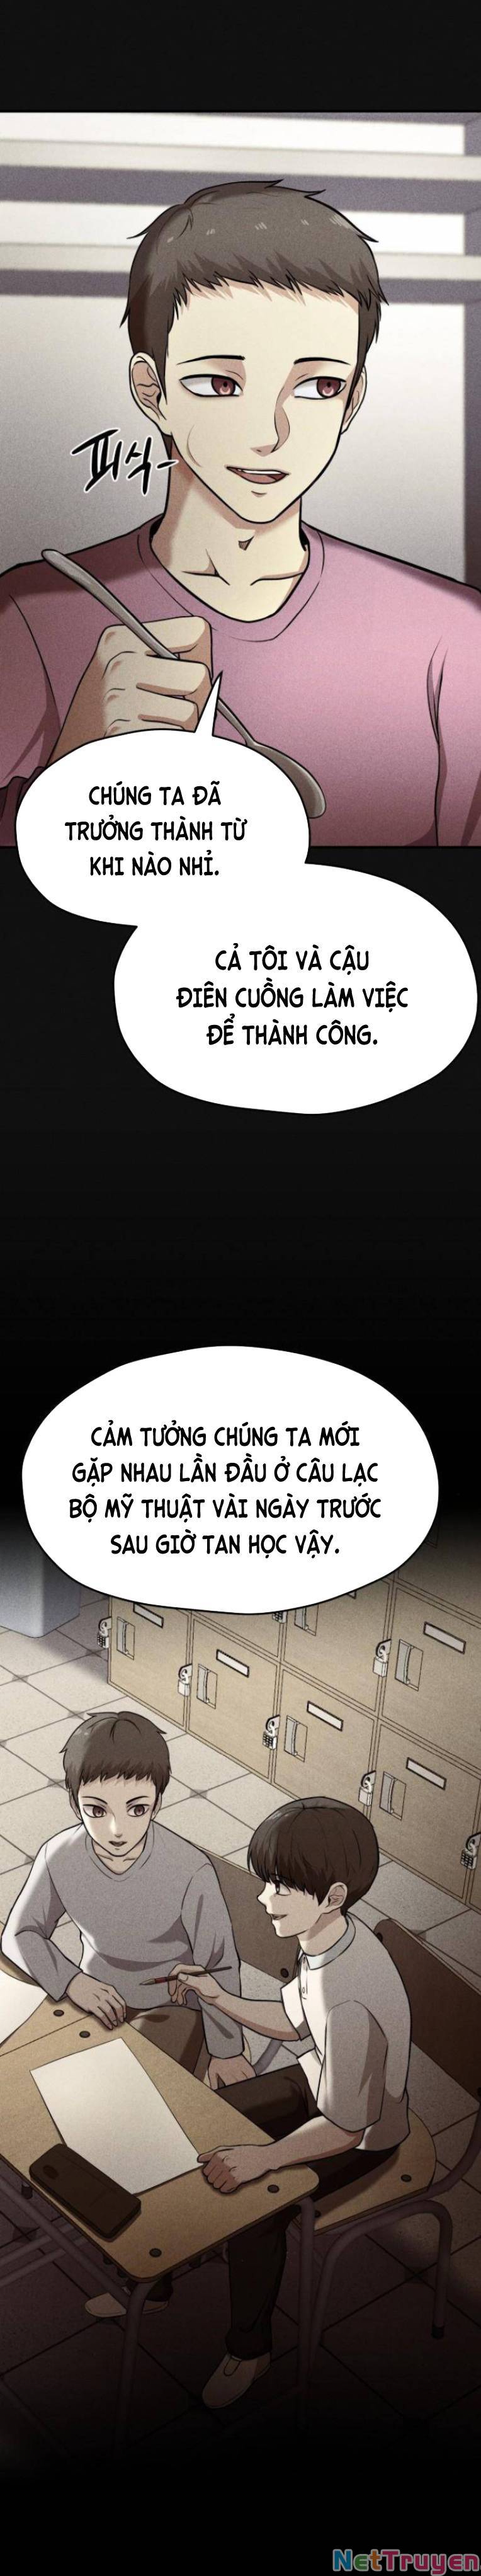 피식-
CHÚNG TA ĐÃ
TRƯỞNG THÀNH TỪ
KHI NÀO NHỈ.
CẢ TÔI VÀ CẬU
ĐIÊN CUỒNG LÀM VIỆC
ĐỂ THÀNH CÔNG.
CẢM TƯỞNG CHÚNG TA MỚI
GẶP NHAU LẦN ĐẦU Ở CÂU LẠC
BỘ MỸ THUẬT VÀI NGÀY TRƯỚC
SAU GIỜ TAN HỌC VẬY.
NetTruyen